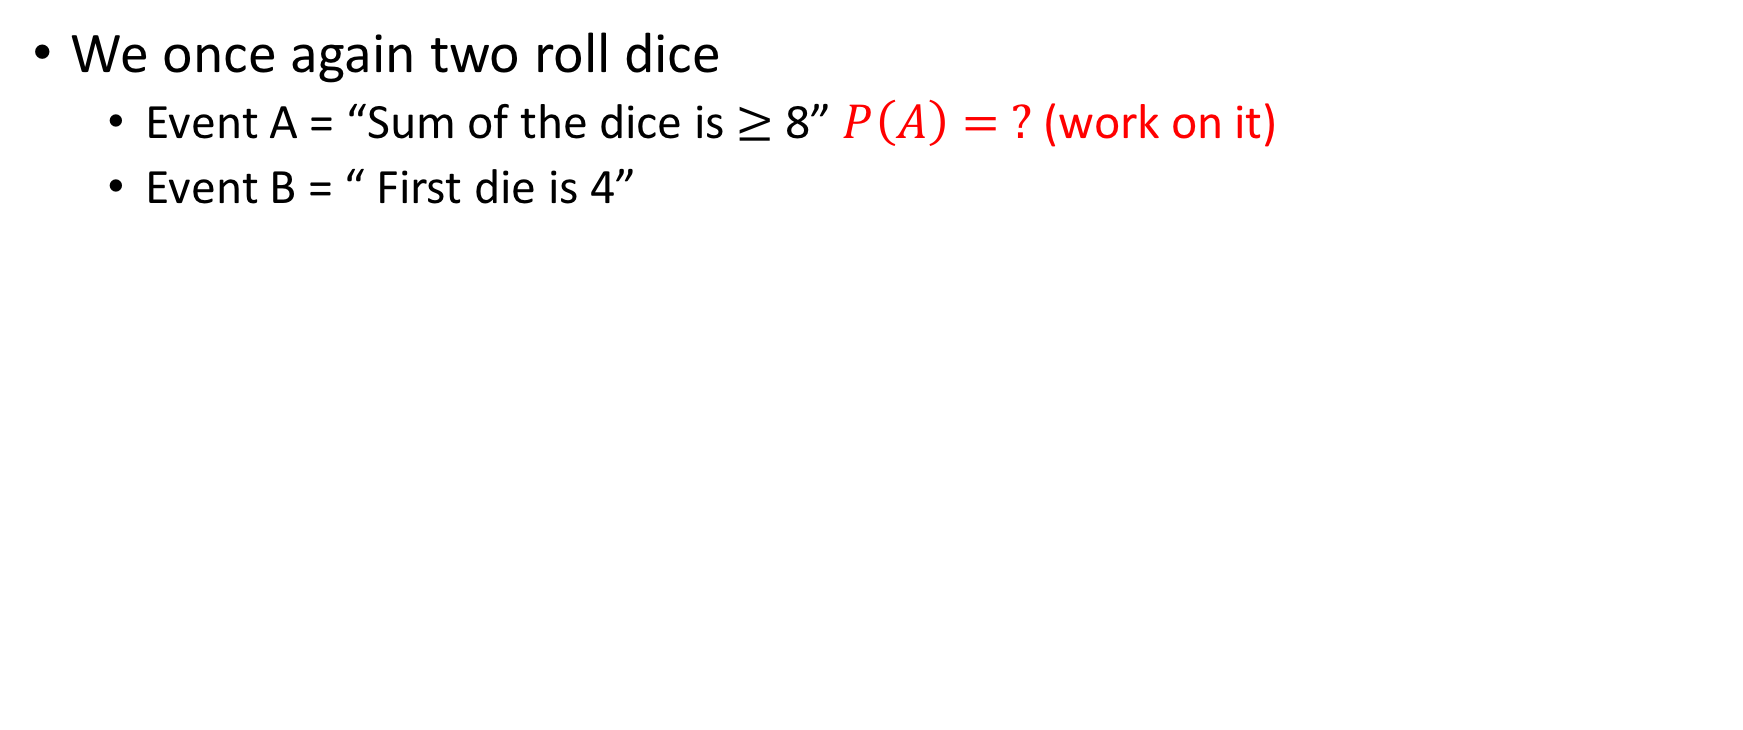 • We once again two roll dice
• Event A = “Sum of the dice is ≥ 8” P(A) = ? (work on it)
• Event B = “ First die is 4”